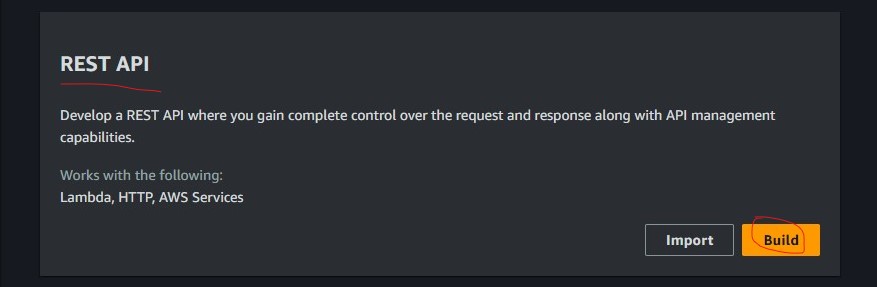 REST API
Develop a REST API where you gain complete control over the request and response along with API management
capabilities.
Works with the following:
Lambda, HTTP, AWS Services
Import
Build